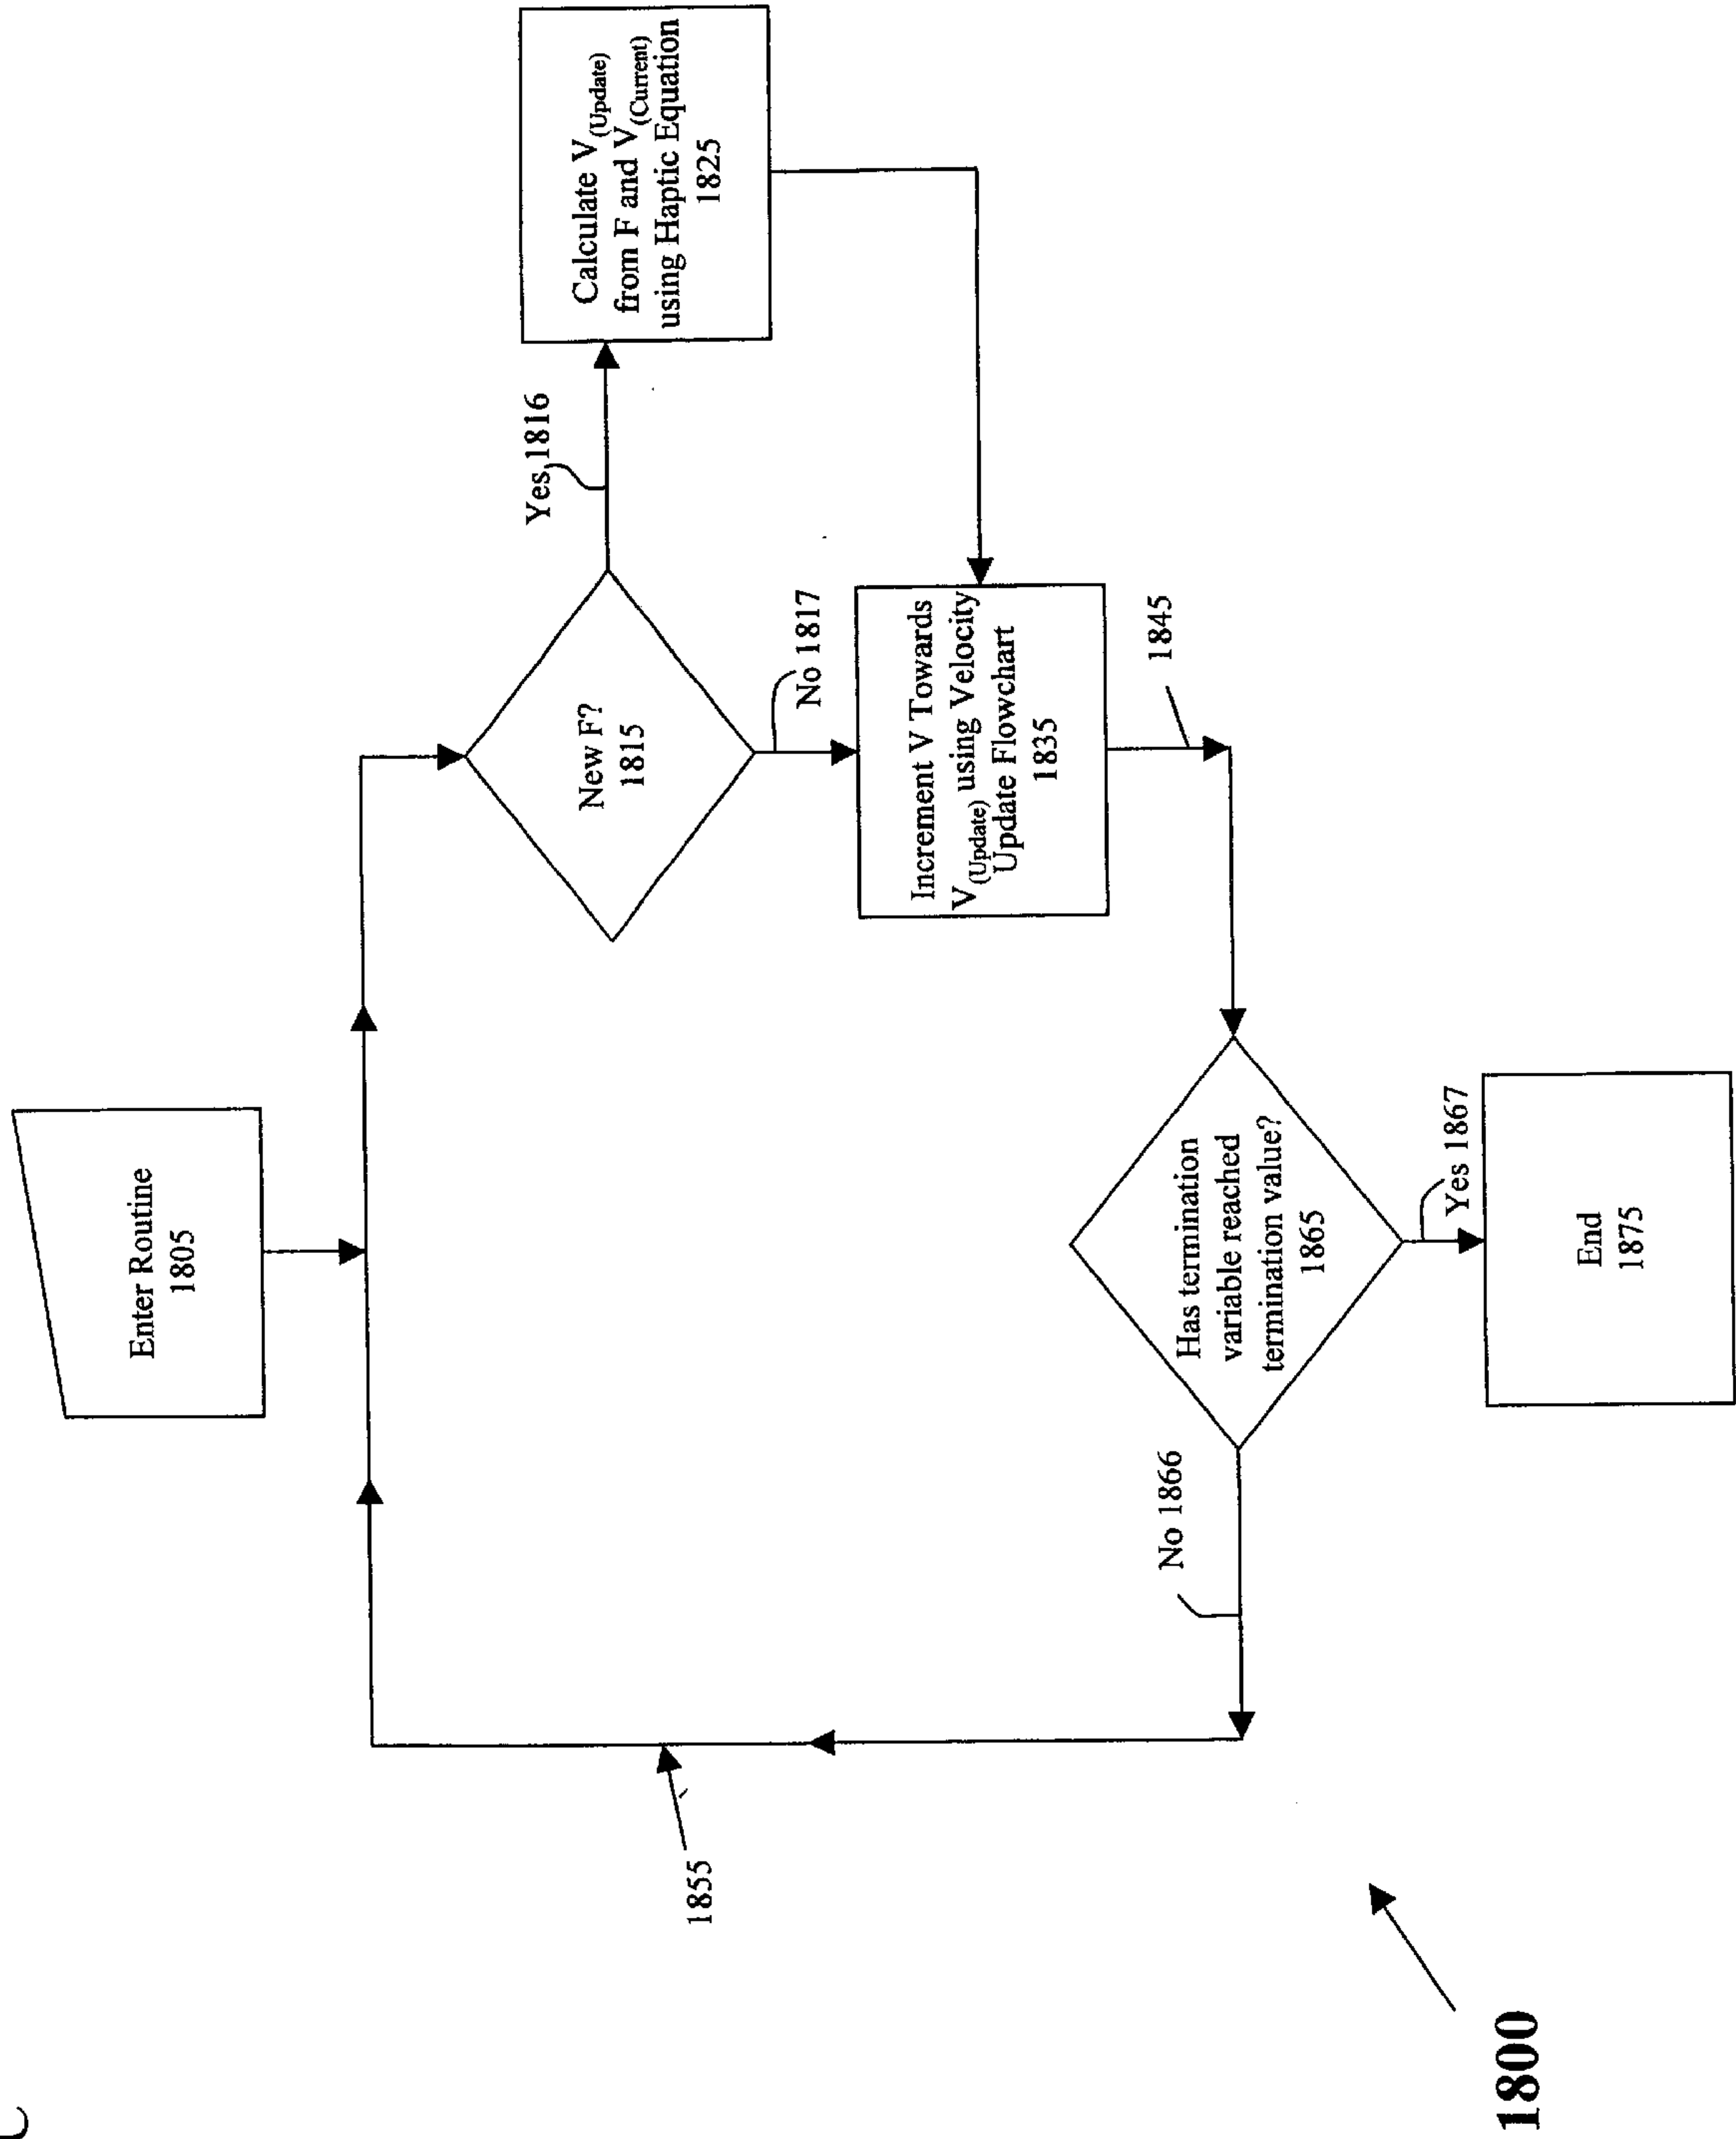 Enter Routine
1805
New F?
1815
Yes 1816
Calculate V(Update)
from F and V(Current)
using Haptic Equation
1825
No 1817
Increment V Towards
V(Update) using Velocity
Update Flowchart
1835
1845
Has termination
variable reached
termination value?
1865
No 1866
Yes 1867
End
1875
1855
1800